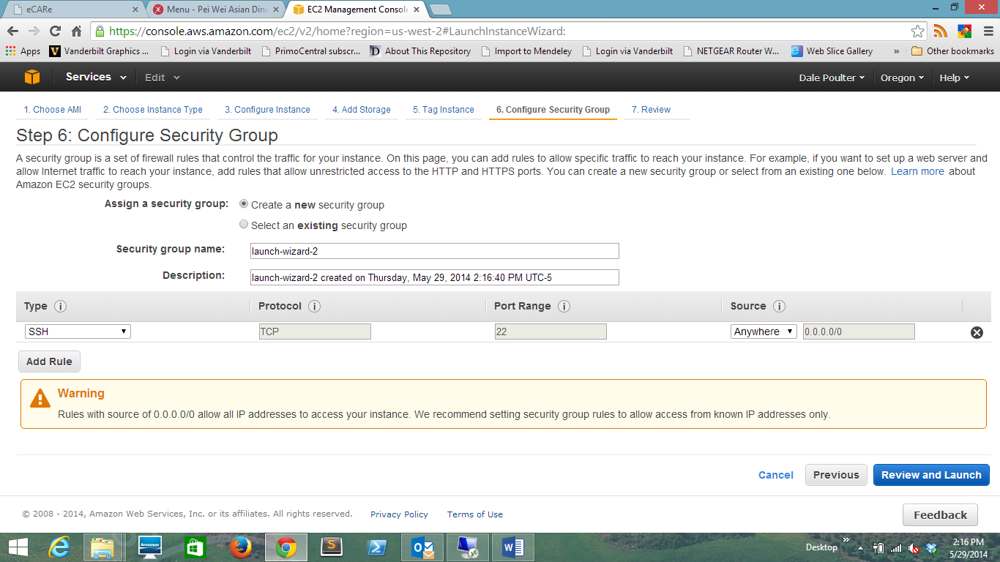 eCARe
Menu - Pei Wei Asian Dine
EC2 Management Console
https://console.aws.amazon.com/ec2/v2/home?region=us-west-2#LaunchInstanceWizard:
Apps Vanderbilt Graphics ... Login via Vanderbilt PrimoCentral subscr... About This Repository Import to Mendeley Login via Vanderbilt NETGEAR Router W... Web Slice Gallery » Other bookmarks
Services Edit Dale Poulter Oregon Help
1. Choose AMI 2. Choose Instance Type 3. Configure Instance 4. Add Storage 5. Tag Instance 6. Configure Security Group 7. Review
Step 6: Configure Security Group
A security group is a set of firewall rules that control the traffic for your instance. On this page, you can add rules to allow specific traffic to reach your instance. For example, if you want to set up a web server and
allow Internet traffic to reach your instance, add rules that allow unrestricted access to the HTTP and HTTPS ports. You can create a new security group or select from an existing one below. Learn more about
Amazon EC2 security groups.
Assign a security group: Create a new security group
Select an existing security group
Security group name: launch-wizard-2
Description: launch-wizard-2 created on Thursday, May 29, 2014 2:16:40 PM UTC-5
Type i Protocol i Port Range i Source i
SSH TCP 22 Anywhere 0.0.0.0/0
Add Rule
Warning
Rules with source of 0.0.0.0/0 allow all IP addresses to access your instance. We recommend setting security group rules to allow access from known IP addresses only.
Cancel Previous Review and Launch
© 2008 - 2014, Amazon Web Services, Inc. or its affiliates. All rights reserved. Privacy Policy Terms of Use Feedback
lenovo
Desktop »
2:16 PM
5/29/2014